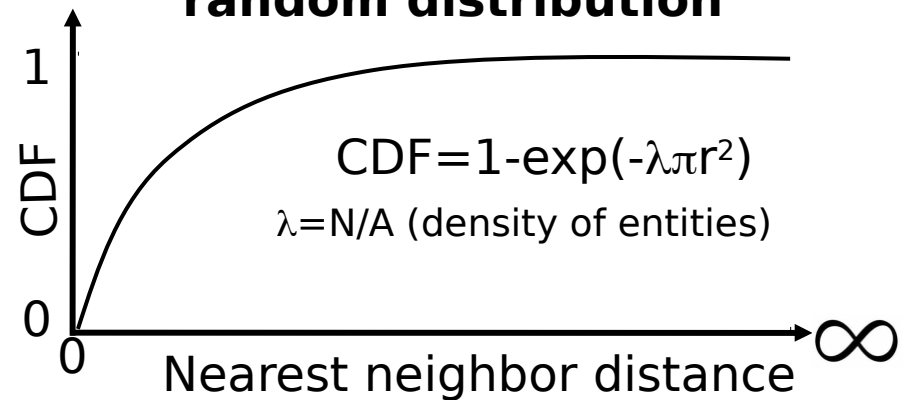 random distribution
1
CDF
CDF=1-exp(-λπr²)
λ=N/A (density of entities)
0
0
∞
Nearest neighbor distance